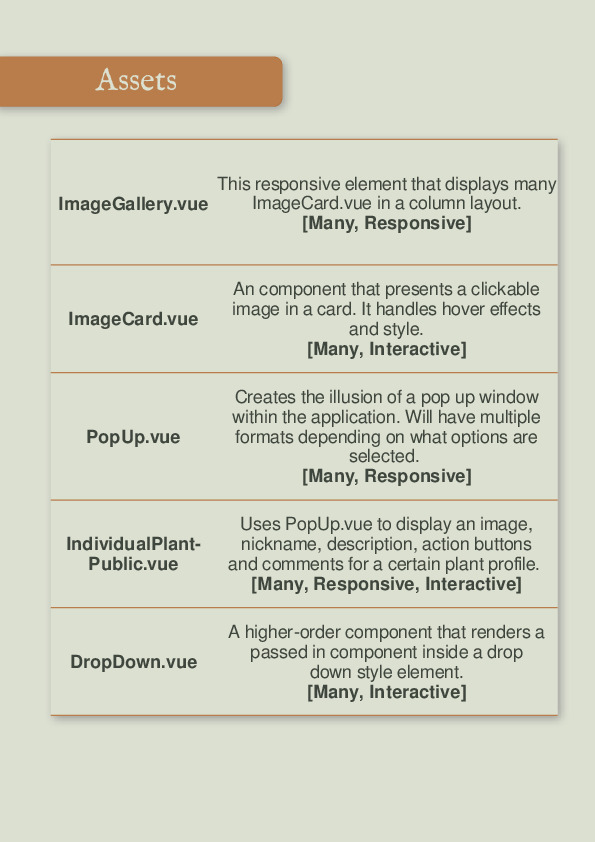 Assets
ImageGallery.vue
This responsive element that displays many
ImageCard.vue in a column layout.
[Many, Responsive]
ImageCard.vue
An component that presents a clickable
image in a card. It handles hover effects
and style.
[Many, Interactive]
PopUp.vue
Creates the illusion of a pop up window
within the application. Will have multiple
formats depending on what options are
selected.
[Many, Responsive]
IndividualPlant-
Public.vue
Uses PopUp.vue to display an image,
nickname, description, action buttons
and comments for a certain plant profile.
[Many, Responsive, Interactive]
DropDown.vue
A higher-order component that renders a
passed in component inside a drop
down style element.
[Many, Interactive]